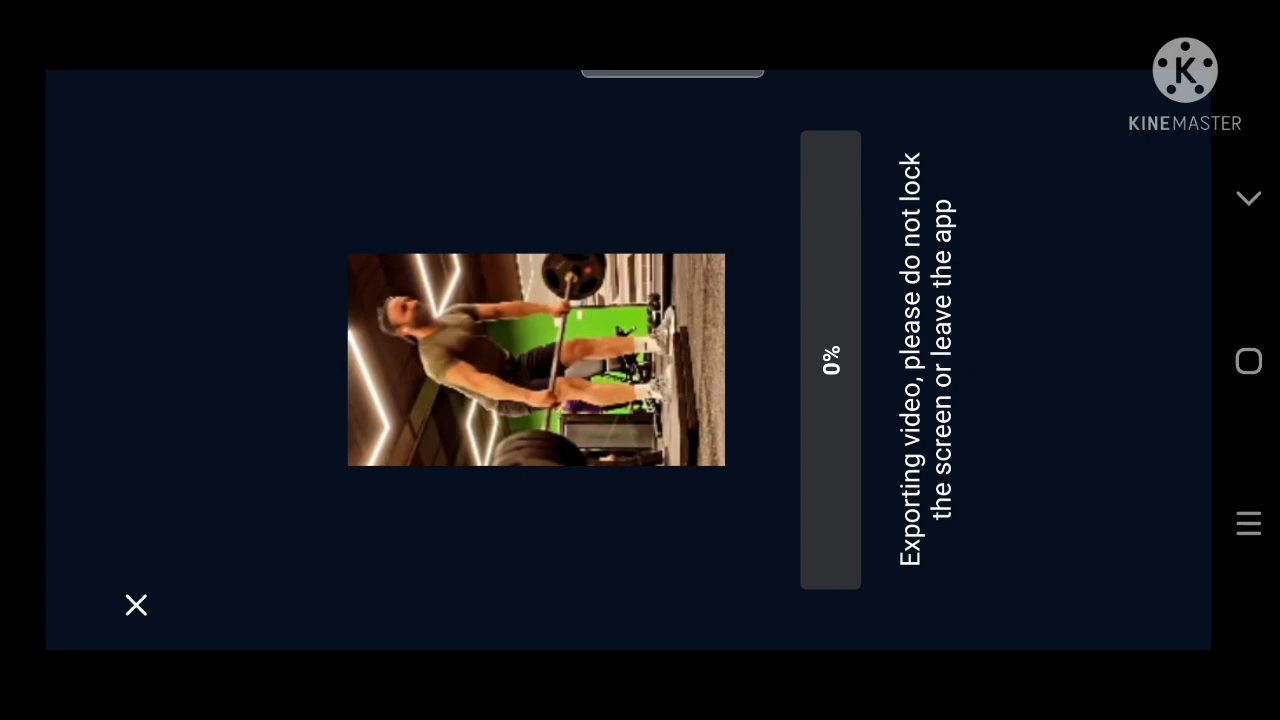 K
KINEMASTER
0%
Exporting video, please do not lock
the screen or leave the app